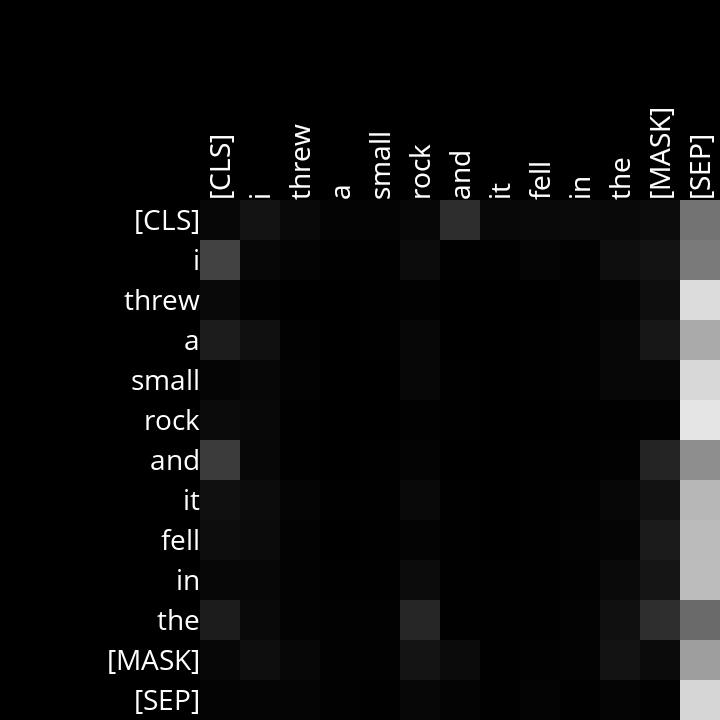 [CLS] i threw a small rock and it fell in the [MASK] [SEP]
[CLS]
i
threw
a
small
rock
and
it
fell
in
the
[MASK]
[SEP]